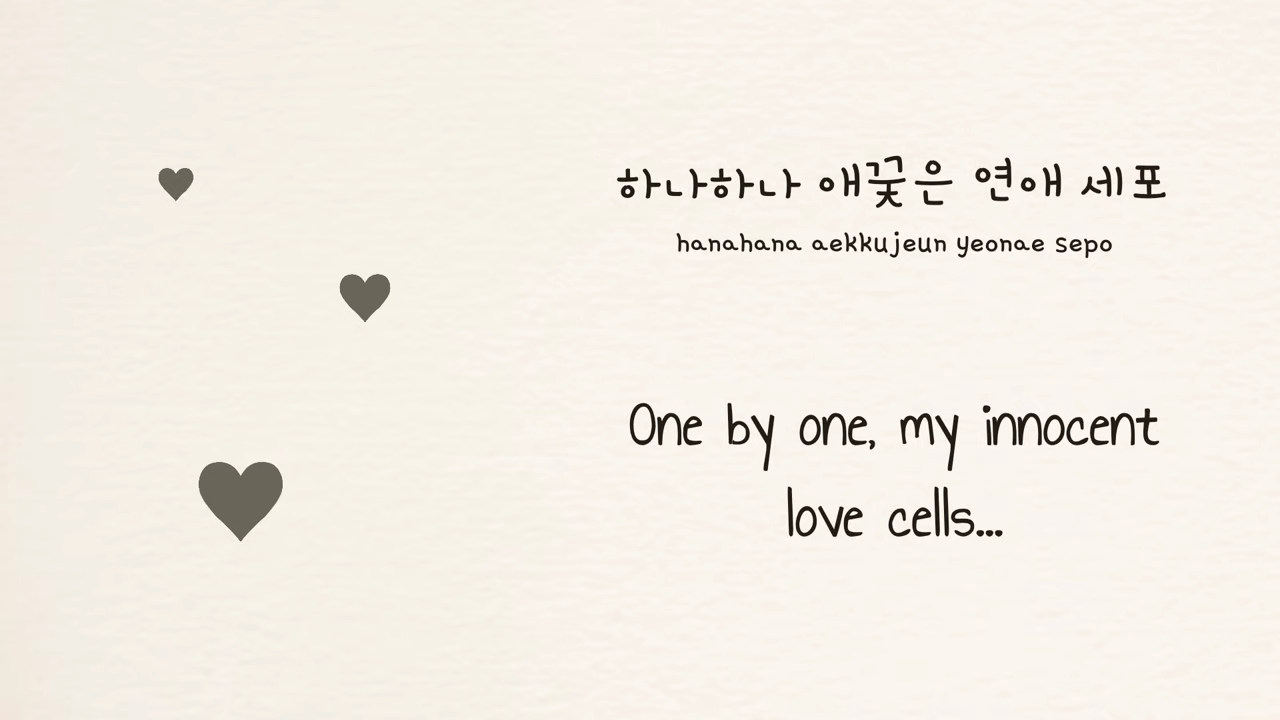 하나하나 애꿎은 연애 세포
hanahana aekkujeun yeonae sepo
One by one, my innocent
love cells...